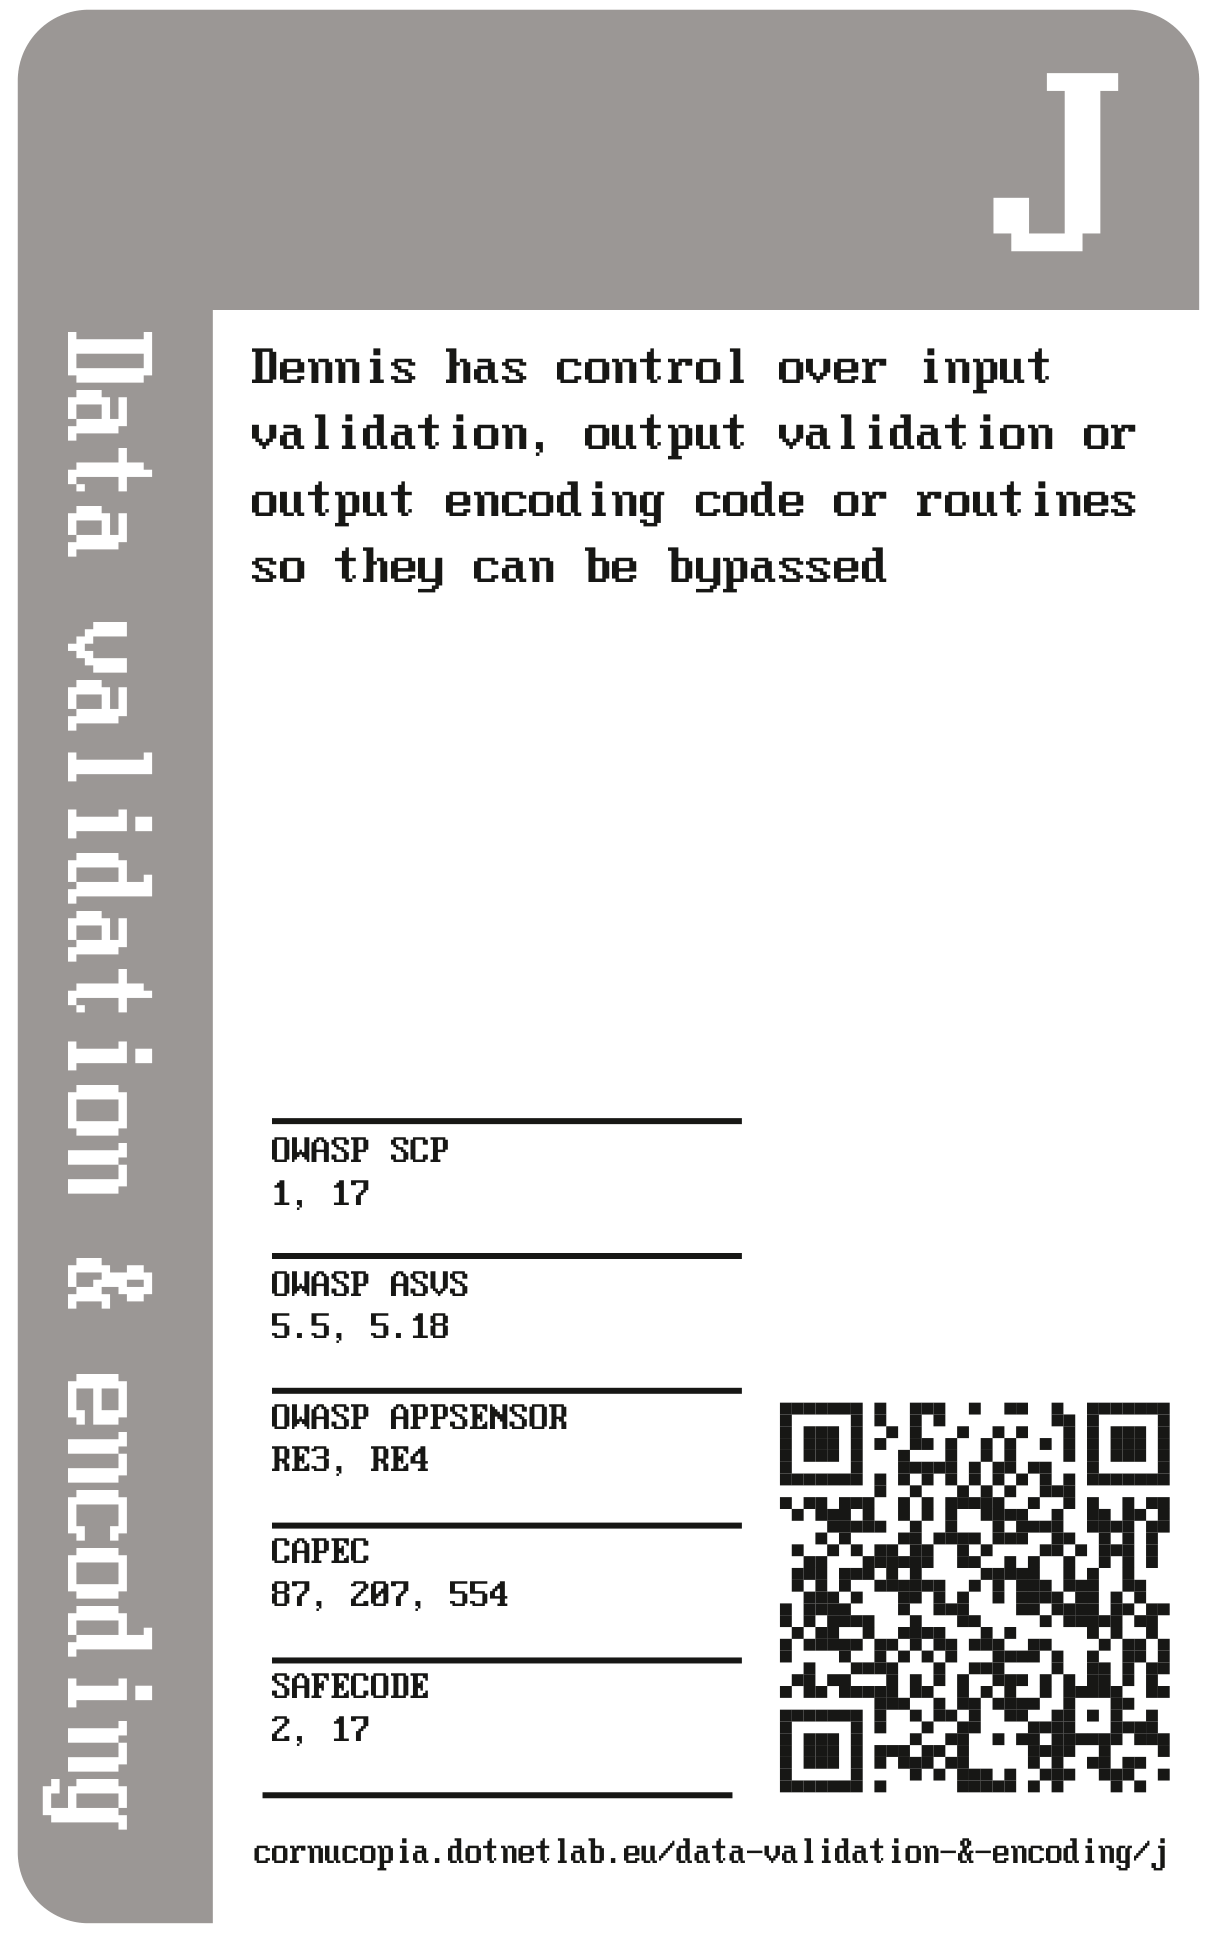 J
Data validation & encoding
Dennis has control over input
validation, output validation or
output encoding code or routines
so they can be bypassed
OWASP SCP
1, 17
OWASP ASVS
5.5, 5.18
OWASP APPSENSOR
RE3, RE4
CAPEC
87, 207, 554
SAFECODE
2, 17
cornucopia.dotnetlab.eu/data-validation-&-encoding/j